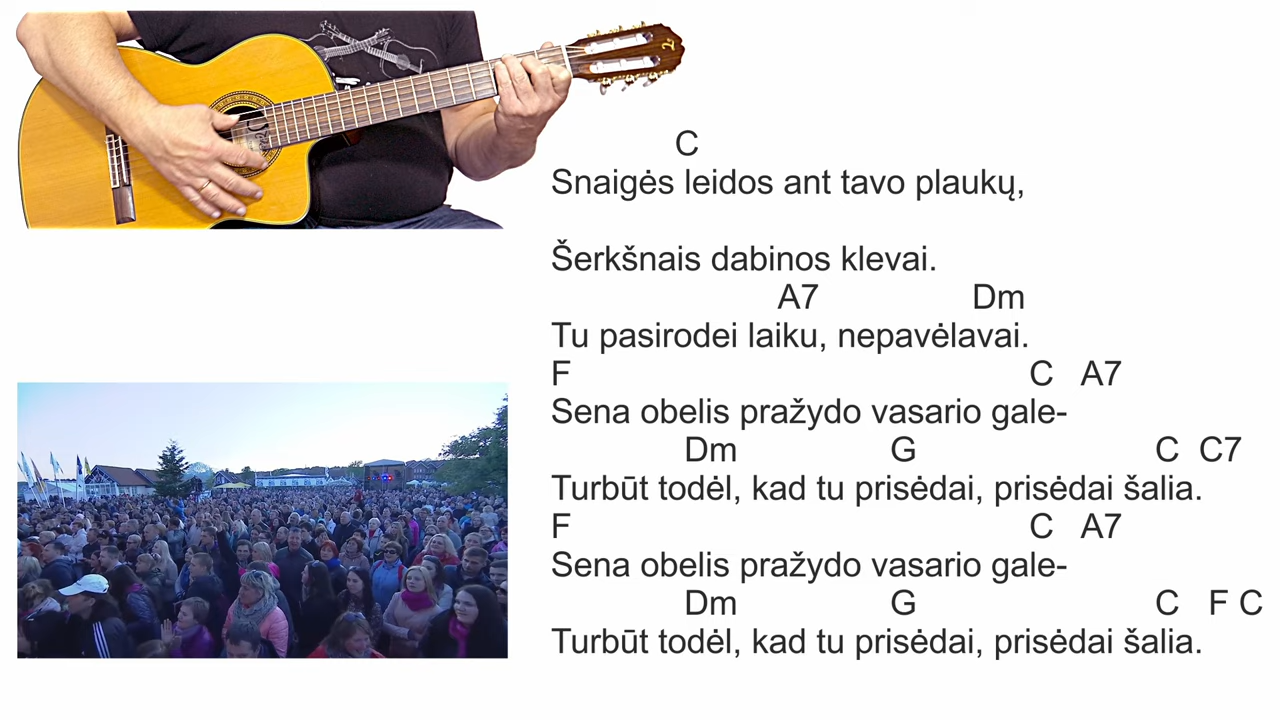 C
Snaigės leidos ant tavo plaukų,
Šerkšnais dabinos klevai.
A7 Dm
Tu pasirodei laiku, nepavėlavai.
F C A7
Sena obelis pražydo vasario gale-
Dm G C C7
Turbūt todėl, kad tu prisėdai, prisėdai šalia.
F C A7
Sena obelis pražydo vasario gale-
Dm G C F C
Turbūt todėl, kad tu prisėdai, prisėdai šalia.